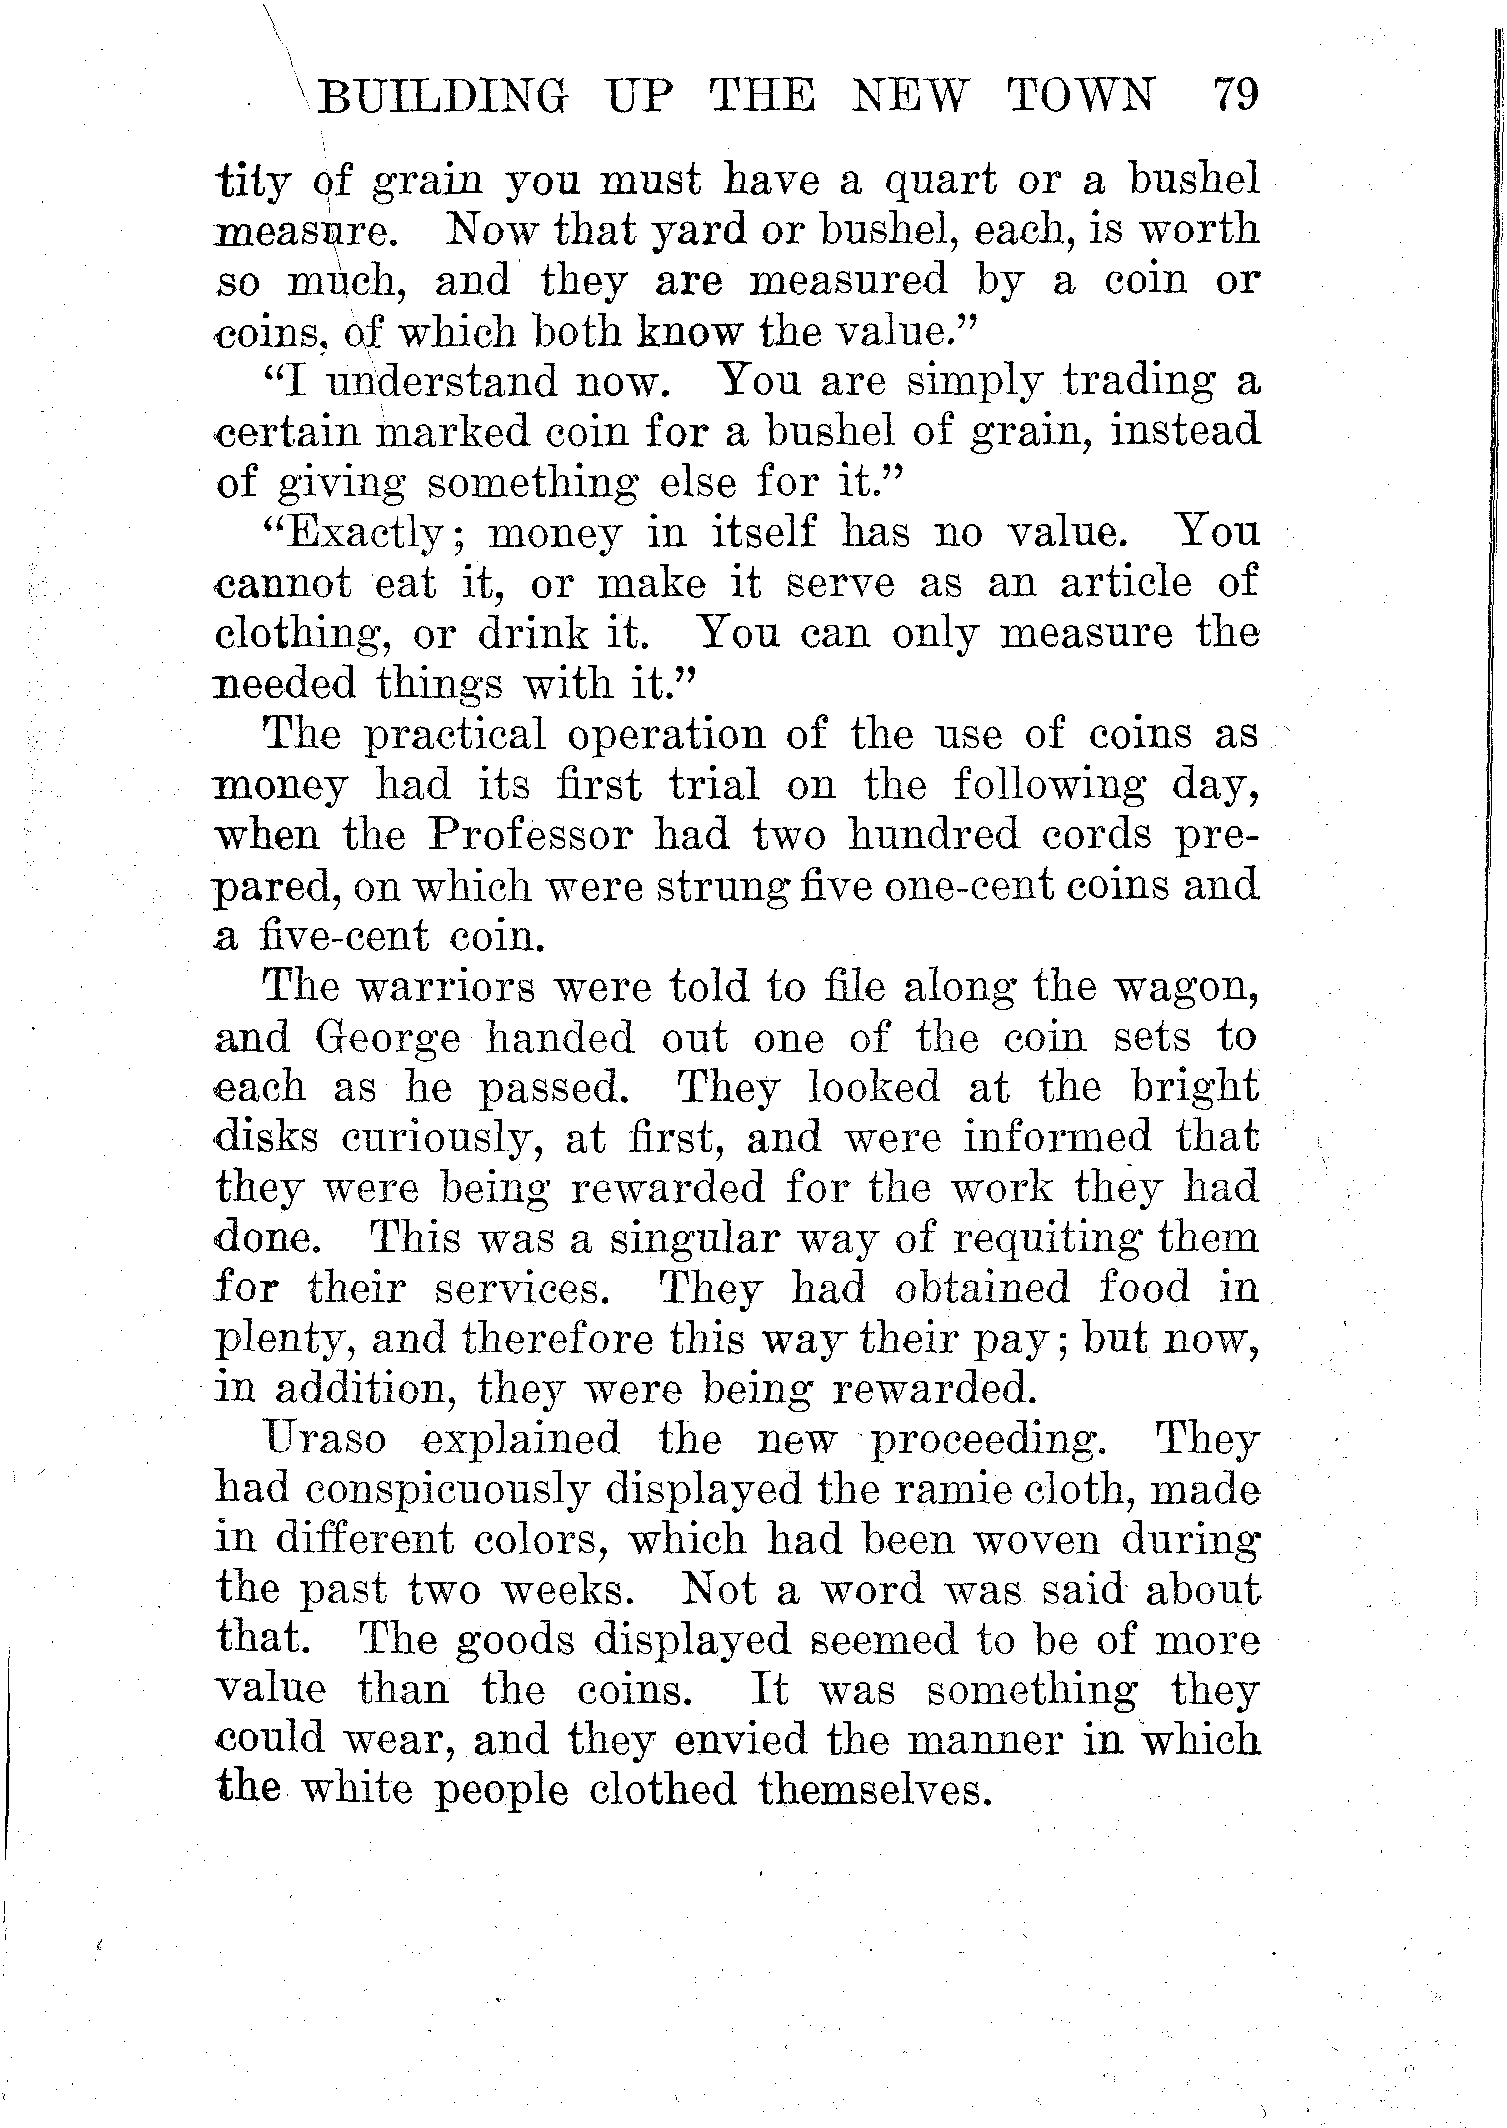 BUILDING UP THE NEW TOWN 79
tity of grain you must have a quart or a bushel
measure. Now that yard or bushel, each, is worth
so much, and they are measured by a coin or
coins, of which both know the value."
"I understand now. You are simply trading a
certain marked coin for a bushel of grain, instead
of giving something else for it."
"Exactly; money in itself has no value. You
cannot eat it, or make it serve as an article of
clothing, or drink it. You can only measure the
needed things with it."
The practical operation of the use of coins as
money had its first trial on the following day,
when the Professor had two hundred cords pre-
pared, on which were strung five one-cent coins and
a five-cent coin.
The warriors were told to file along the wagon,
and George handed out one of the coin sets to
each as he passed. They looked at the bright
disks curiously, at first, and were informed that
they were being rewarded for the work they had
done. This was a singular way of requiting them
for their services. They had obtained food in
plenty, and therefore this way their pay; but now,
in addition, they were being rewarded.
Uraso explained the new proceeding. They
had conspicuously displayed the ramie cloth, made
in different colors, which had been woven during
the past two weeks. Not a word was said about
that. The goods displayed seemed to be of more
value than the coins. It was something they
could wear, and they envied the manner in which
the white people clothed themselves.